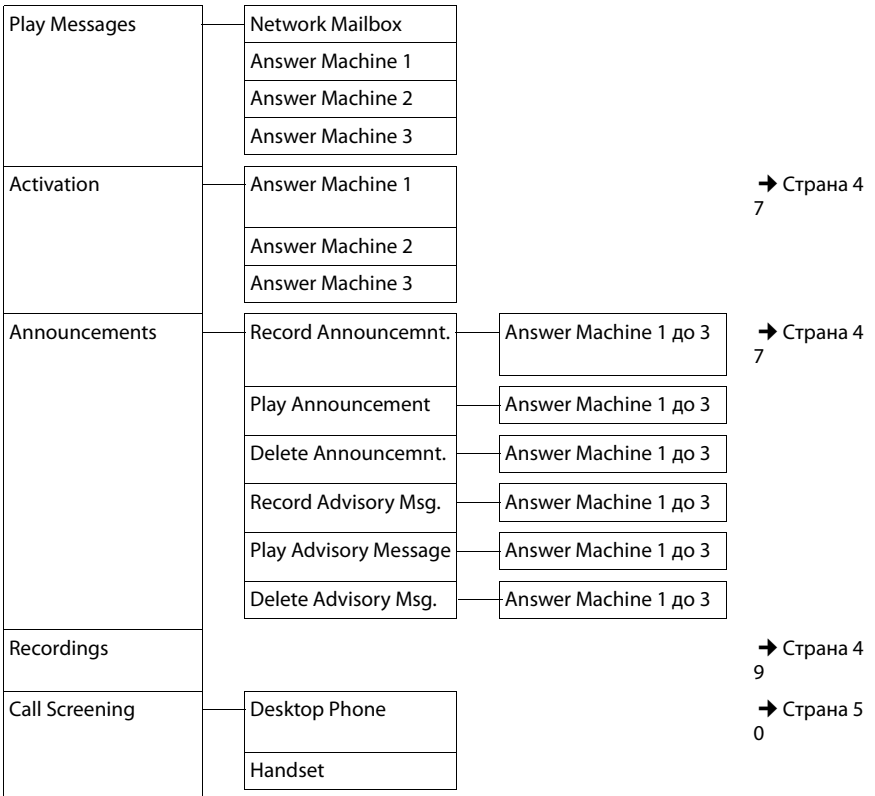 Play Messages Network Mailbox
Answer Machine 1
Answer Machine 2
Answer Machine 3
Activation Answer Machine 1 → Страна 4
7
Answer Machine 2
Answer Machine 3
Announcements Record Announcemnt. Answer Machine 1 до 3 → Страна 4
7
Play Announcement Answer Machine 1 до 3
Delete Announcemnt. Answer Machine 1 до 3
Record Advisory Msg. Answer Machine 1 до 3
Play Advisory Message Answer Machine 1 до 3
Delete Advisory Msg. Answer Machine 1 до 3
Recordings → Страна 4
9
Call Screening Desktop Phone → Страна 5
0
Handset